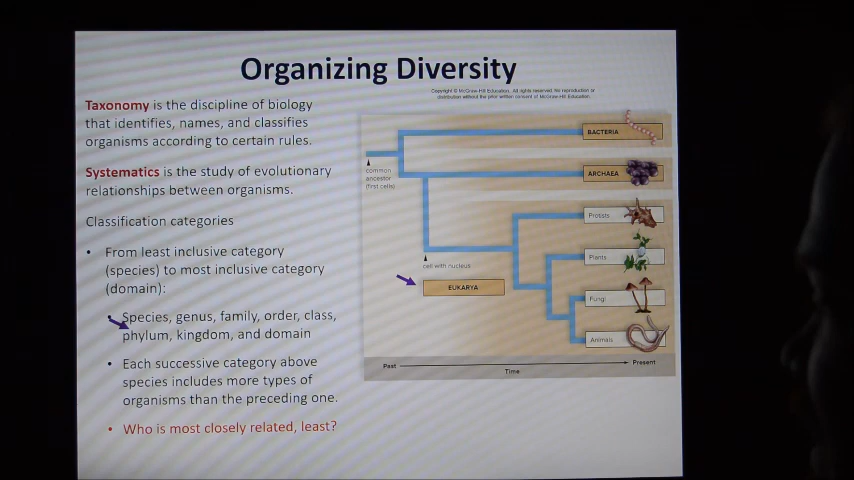 Organizing Diversity
Copyright © McGraw-Hill Education. All rights reserved. No reproduction or
distribution without the prior written consent of McGraw-Hill Education.
Taxonomy is the discipline of biology
that identifies, names, and classifies
organisms according to certain rules.
Systematics is the study of evolutionary
relationships between organisms.
Classification categories
• From least inclusive category
(species) to most inclusive category
(domain):
• Species, genus, family, order, class,
phylum, kingdom, and domain
• Each successive category above
species includes more types of
organisms than the preceding one.
• Who is most closely related, least?
BACTERIA
common
ancestor
(first cells)
ARCHAEA
Protists
Plants
cell with nucleus
EUKARYA
Fungi
Animals
Past
Present
Time